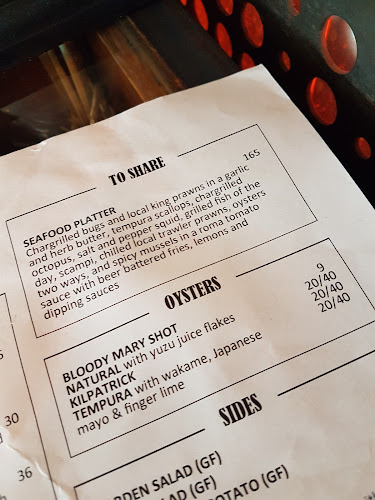 TO SHARE
SEAFOOD PLATTER 165
Chargrilled bugs and local king prawns in a garlic
and herb butter, tempura scallops, chargrilled
octopus, salt and pepper squid, grilled fish of the
day, scampi, chilled local trawler prawns, oysters
two ways, and spicy mussels in a roma tomato
sauce with beer battered fries, lemons and
dipping sauces
OYSTERS
BLOODY MARY SHOT 9
NATURAL with yuzu juice flakes 20/40
KILPATRICK 20/40
TEMPURA with wakame, Japanese 20/40
mayo & finger lime
SIDES
SALAD (GF)
(GF)
(GF)
30
36